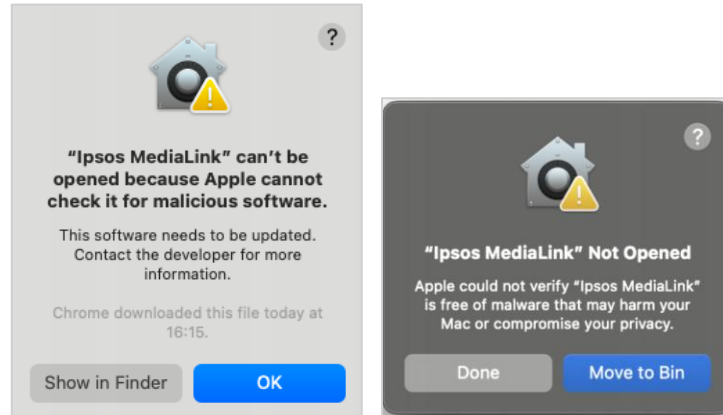 ?
“Ipsos MediaLink” can’t be
opened because Apple cannot
check it for malicious software.
This software needs to be updated.
Contact the developer for more
information.
Chrome downloaded this file today at
16:15.
Show in Finder
OK
?
“Ipsos MediaLink” Not Opened
Apple could not verify “Ipsos MediaLink”
is free of malware that may harm your
Mac or compromise your privacy.
Done
Move to Bin